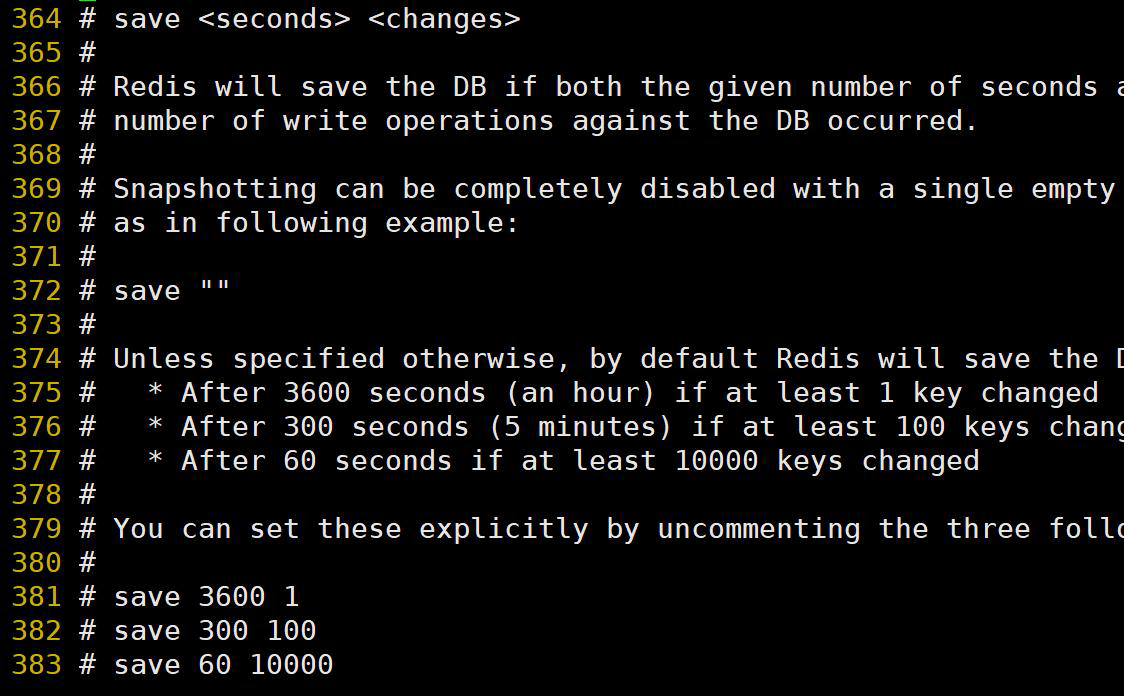 364 # save <seconds> <changes>
365 #
366 # Redis will save the DB if both the given number of seconds
367 # number of write operations against the DB occurred.
368 #
369 # Snapshotting can be completely disabled with a single empty
370 # as in following example:
371 #
372 # save ""
373 #
374 # Unless specified otherwise, by default Redis will save the
375 #   * After 3600 seconds (an hour) if at least 1 key changed
376 #   * After 300 seconds (5 minutes) if at least 100 keys
377 #   * After 60 seconds if at least 10000 keys changed
378 #
379 # You can set these explicitly by uncommenting the three
380 #
381 # save 3600 1
382 # save 300 100
383 # save 60 10000